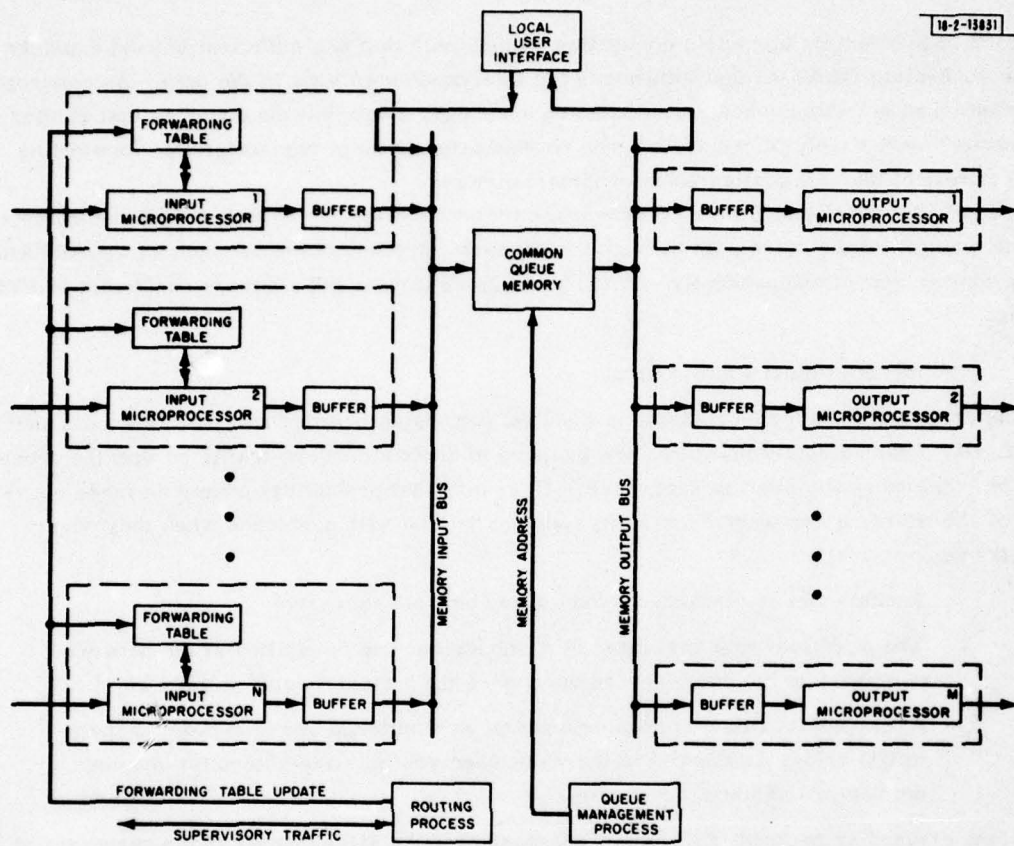 18-2-13831
LOCAL
USER
INTERFACE
FORWARDING
TABLE
INPUT 1
MICROPROCESSOR
BUFFER
BUFFER
OUTPUT 1
MICROPROCESSOR
COMMON
QUEUE
MEMORY
FORWARDING
TABLE
INPUT 2
MICROPROCESSOR
BUFFER
BUFFER
OUTPUT 2
MICROPROCESSOR
MEMORY INPUT BUS
MEMORY ADDRESS
MEMORY OUTPUT BUS
FORWARDING
TABLE
INPUT N
MICROPROCESSOR
BUFFER
BUFFER
OUTPUT M
MICROPROCESSOR
FORWARDING TABLE UPDATE
SUPERVISORY TRAFFIC
ROUTING
PROCESS
QUEUE
MANAGEMENT
PROCESS